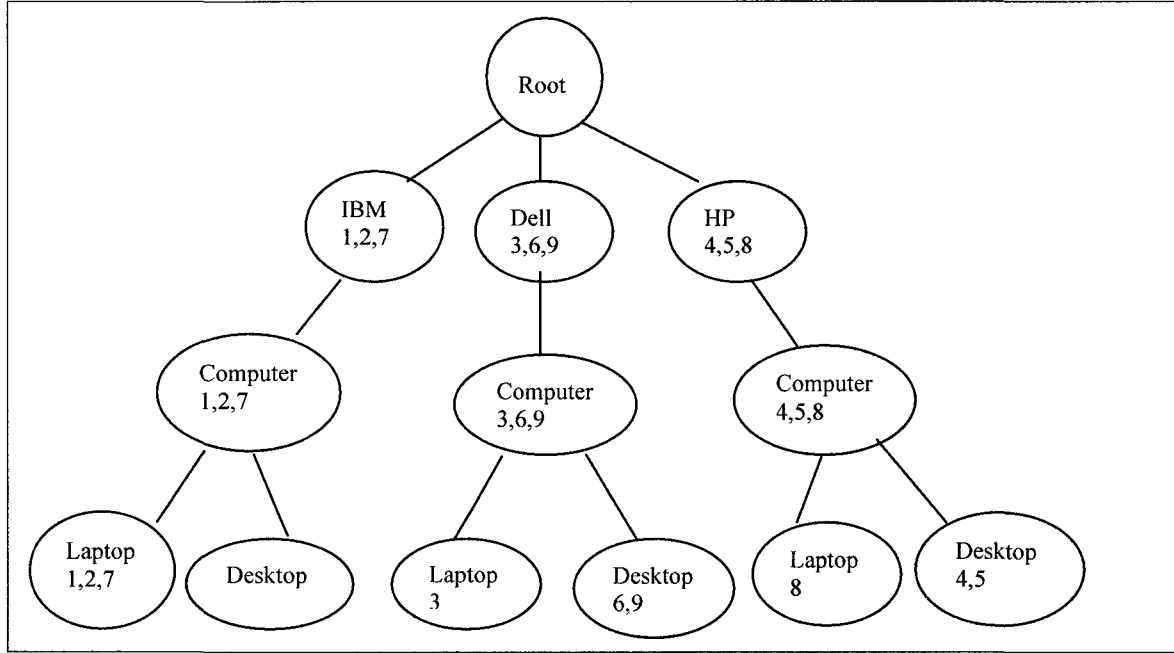 Root
IBM
1,2,7
Dell
3,6,9
HP
4,5,8
Computer
1,2,7
Computer
3,6,9
Computer
4,5,8
Laptop
1,2,7
Desktop
Laptop
3
Desktop
6,9
Laptop
8
Desktop
4,5